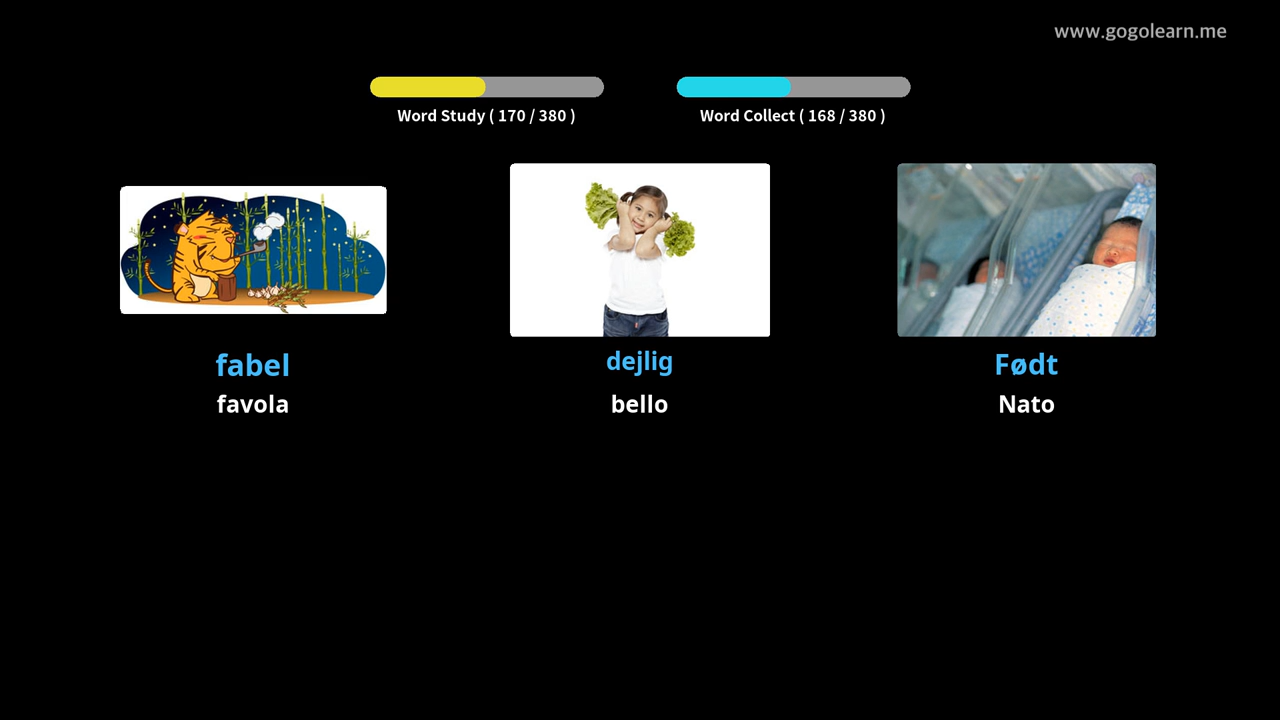 www.gogolearn.me
Word Study ( 170 / 380 )
Word Collect ( 168 / 380 )
fabel
dejlig
Født
favola
bello
Nato